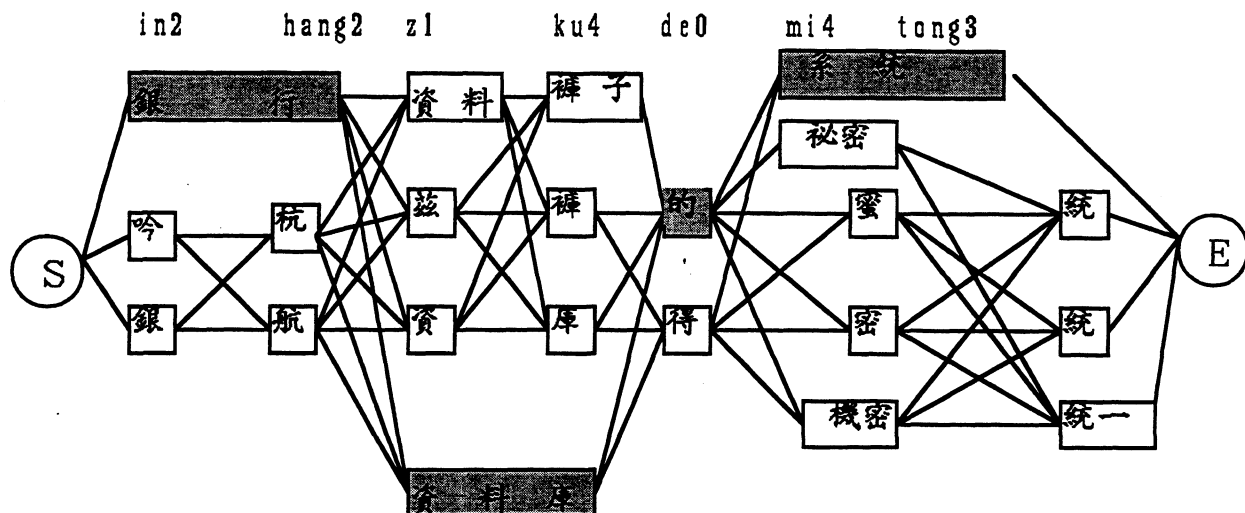 in2 hang2 z1 ku4 de0 mi4 tong3
銀行 資料 褲子 系統
祕密
吟 杭 茲 褲 的 蜜 統
S E
銀 航 資 庫 得 密 統
機密 統一
資料庫